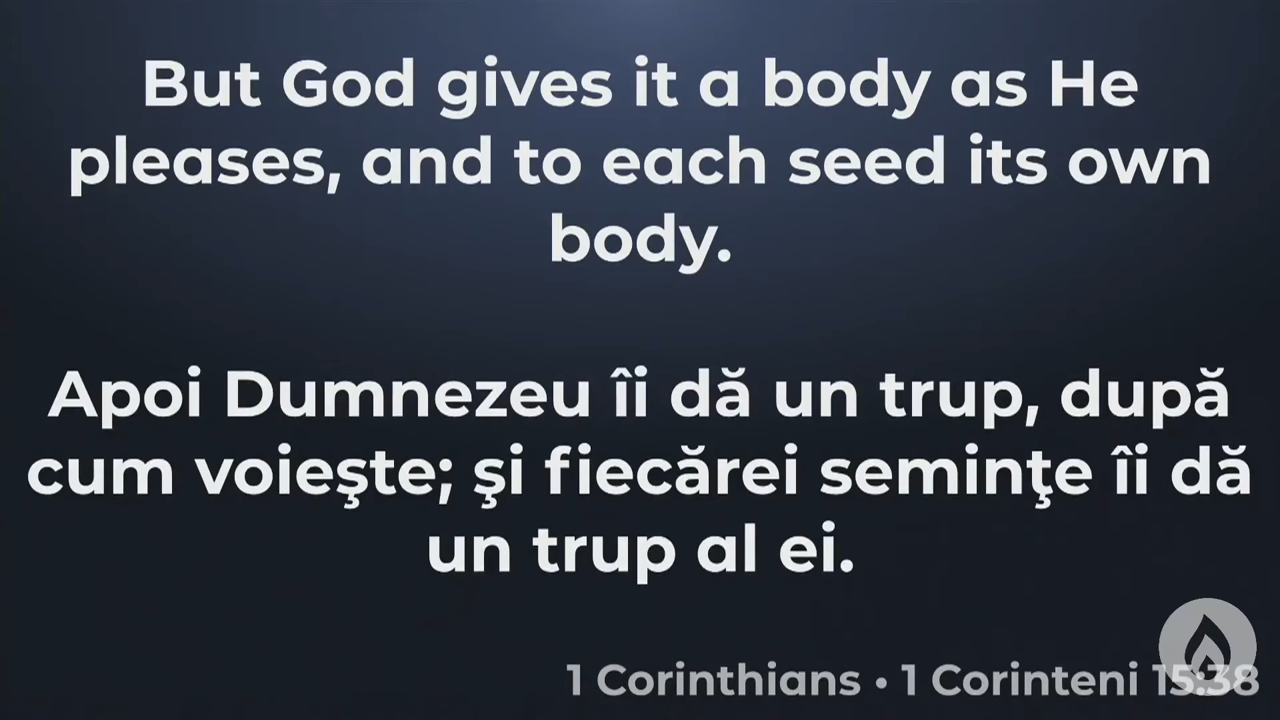 But God gives it a body as He
pleases, and to each seed its own
body.
Apoi Dumnezeu îi dă un trup, după
cum voieşte; şi fiecărei seminţe îi dă
un trup al ei.
1 Corinthians • 1 Corinteni 15:38